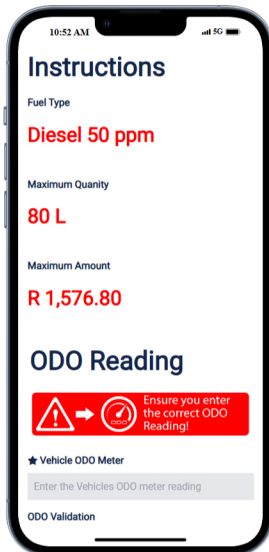 10:52 AM
5G
Instructions
Fuel Type
Diesel 50 ppm
Maximum Quanity
80 L
Maximum Amount
R 1,576.80
ODO Reading
Ensure you enter
the correct ODO
Reading!
★ Vehicle ODO Meter
Enter the Vehicles ODO meter reading
ODO Validation